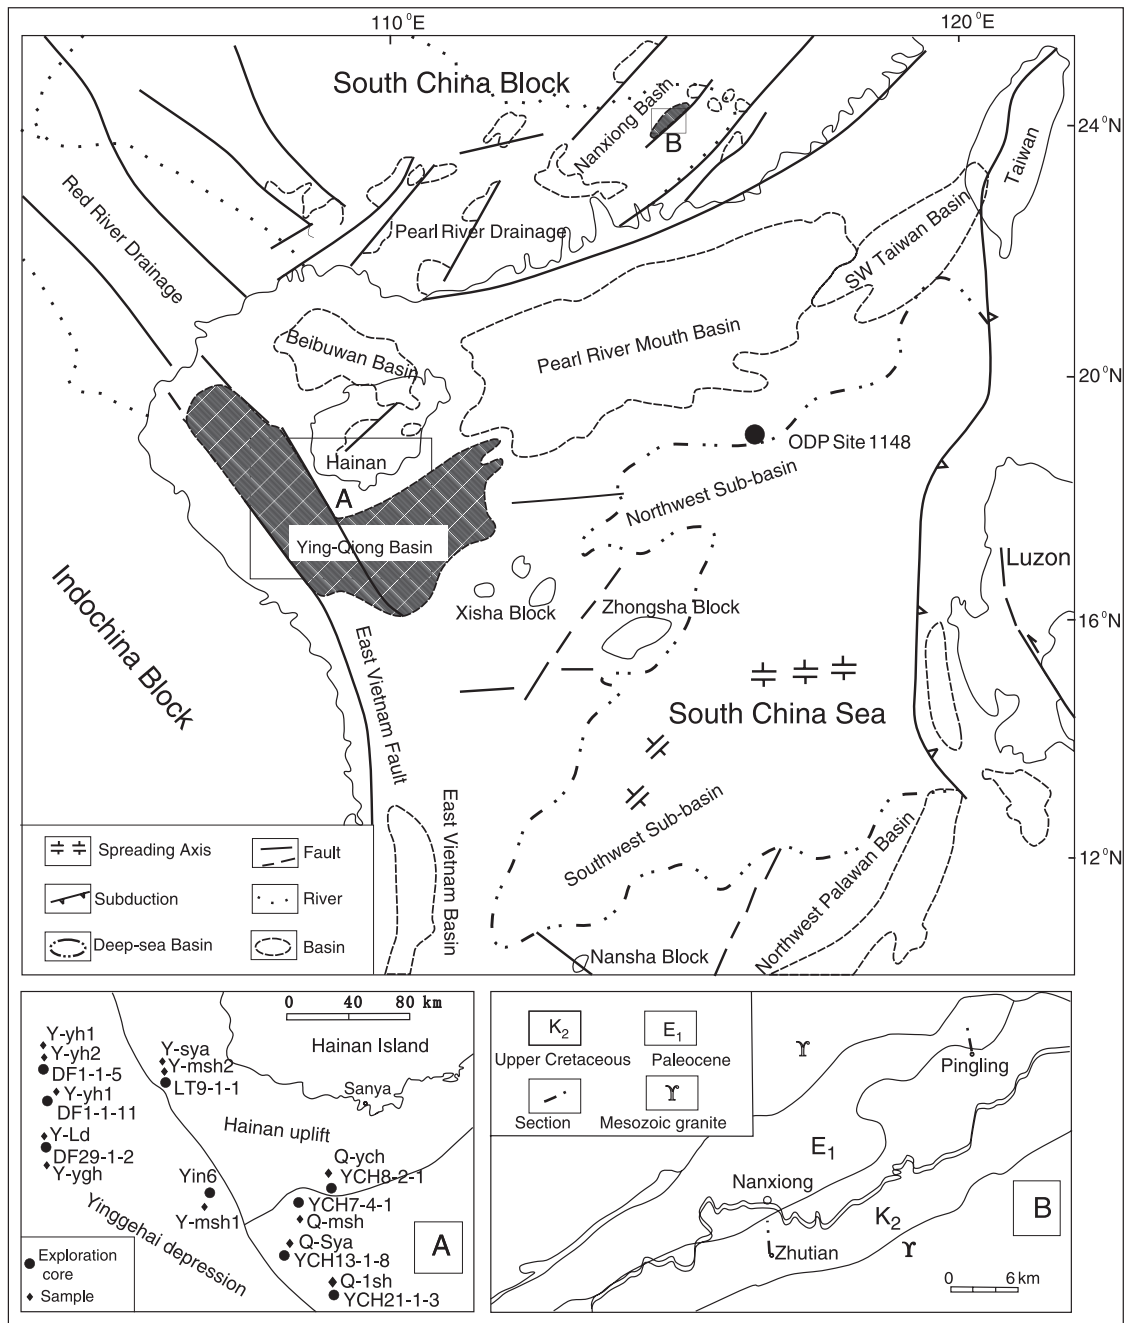 110°E
120°E
South China Block
Nanxiong Basin
B
24°N
Taiwan
Red River Drainage
Pearl River Drainage
SW Taiwan Basin
Beibuwan Basin
Pearl River Mouth Basin
20°N
ODP Site 1148
Hainan
A
Northwest Sub-basin
Ying-Qiong Basin
Luzon
Indochina Block
Xisha Block
Zhongsha Block
16°N
East Vietnam Fault
South China Sea
East Vietnam Basin
Southwest Sub-basin
Northwest Palawan Basin
12°N
Nansha Block
Spreading Axis
Fault
Subduction
River
Deep-sea Basin
Basin
0 40 80 km
Y-yh1
Y-yh2
DF1-1-5
Y-yh1
DF1-1-11
Y-Ld
DF29-1-2
Y-ygh
Y-sya
Y-msh2
LT9-1-1
Hainan Island
Sanya
Hainan uplift
Q-ych
YCH8-2-1
Yin6
YCH7-4-1
Y-msh1
Q-msh
Q-Sya
YCH13-1-8
Q-1sh
YCH21-1-3
Yinggehai depression
A
Exploration
core
Sample
K2
E1
Upper Cretaceous
Paleocene
Section
Mesozoic granite
ϒ
Pingling
E1
Nanxiong
K2
B
Zhutian
ϒ
0 6 km